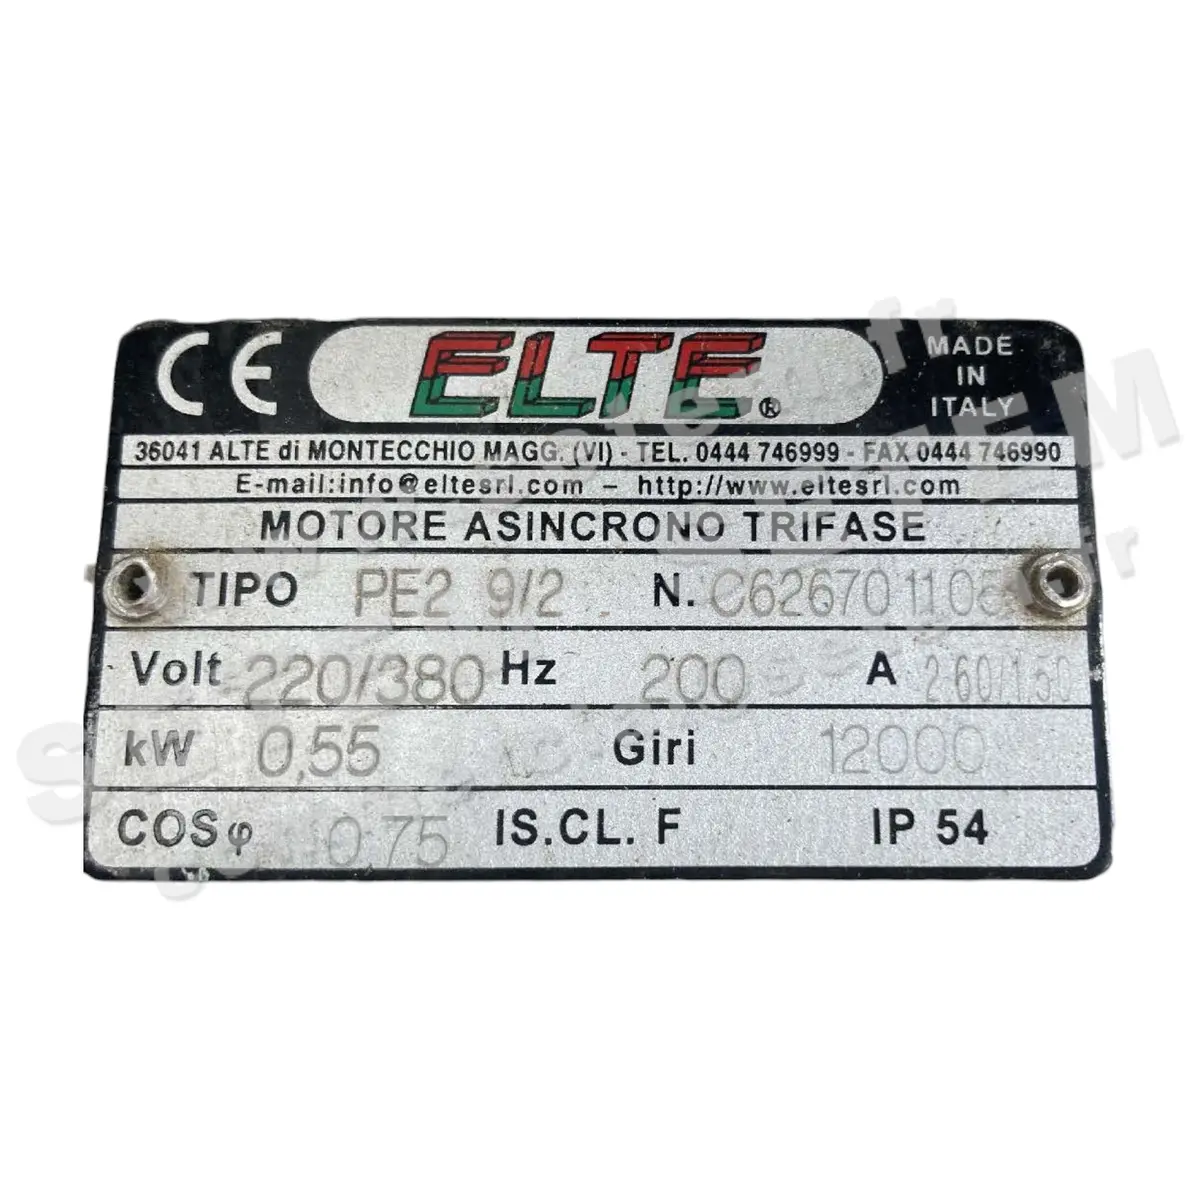 CE ELTE ® MADE IN ITALY
36041 ALTE di MONTECCHIO MAGG. (VI) - TEL. 0444 746999 - FAX 0444 746990
E-mail:info@eltesrl.com – http://www.eltesrl.com
MOTORE ASINCRONO TRIFASE
TIPO PE2 9/2 N. C62670 1105
Volt 220/380 Hz 200 A 2.60/1.50
kW 0,55 Giri 12000
COSφ 0,75 IS.CL. F IP 54